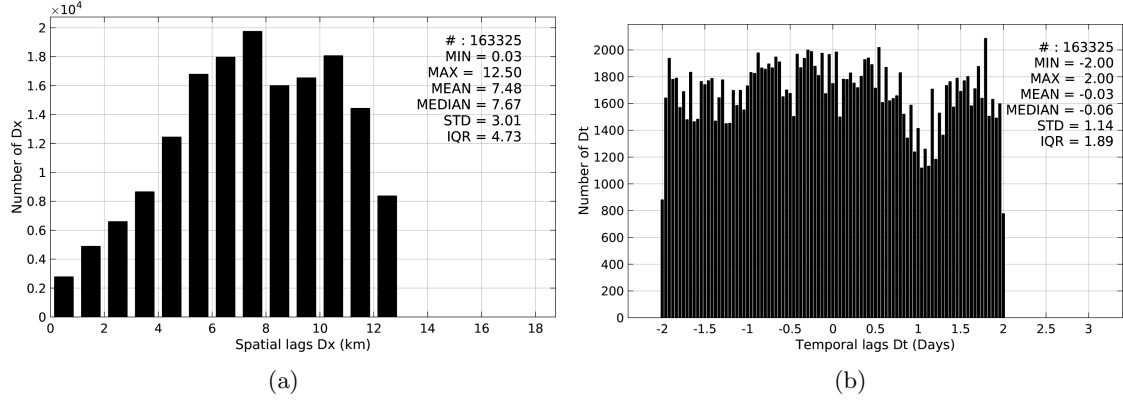 ×10⁴
2
1.8
1.6
1.4
1.2
1
0.8
0.6
0.4
0.2
0
Number of Dx
# : 163325
MIN = 0.03
MAX = 12.50
MEAN = 7.48
MEDIAN = 7.67
STD = 3.01
IQR = 4.73
0 2 4 6 8 10 12 14 16 18
Spatial lags Dx (km)
(a)
2000
1800
1600
1400
1200
1000
800
600
400
200
0
Number of Dt
# : 163325
MIN = -2.00
MAX = 2.00
MEAN = -0.03
MEDIAN = -0.06
STD = 1.14
IQR = 1.89
-2 -1.5 -1 -0.5 0 0.5 1 1.5 2 2.5 3
Temporal lags Dt (Days)
(b)